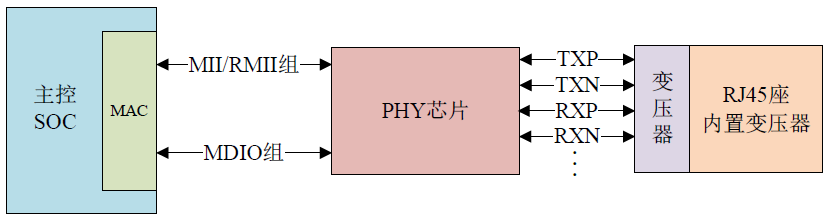 主控
SOC
MAC
MII/RMII组
MDIO组
PHY芯片
TXP
TXN
RXP
RXN
变
压
器
RJ45座
内置变压器